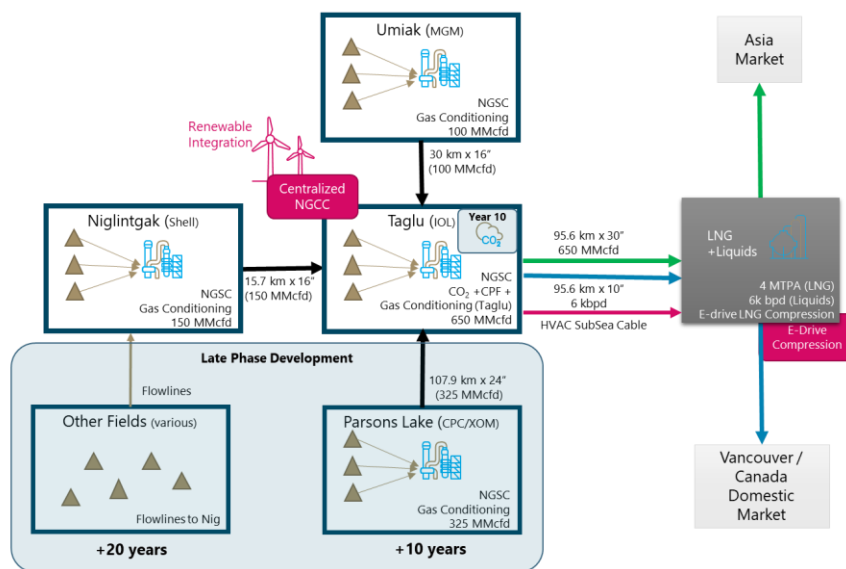 Umiak (MGM)
NGSC
Gas Conditioning
100 MMcfd
Asia
Market
Renewable
Integration
30 km x 16"
(100 MMcfd)
Centralized
NGCC
Niglintgak (Shell)
NGSC
Gas Conditioning
150 MMcfd
15.7 km x 16"
(150 MMcfd)
Taglu (IOL)
Year 10
CO₂
NGSC
CO₂ +CPF +
Gas Conditioning (Taglu)
650 MMcfd
95.6 km x 30"
650 MMcfd
95.6 km x 10"
6 kbpd
HVAC SubSea Cable
LNG
+Liquids
4 MTPA (LNG)
6k bpd (Liquids)
E-drive LNG Compression
E-Drive
Compression
Late Phase Development
Flowlines
107.9 km x 24"
(325 MMcfd)
Other Fields (various)
Flowlines to Nig
+20 years
Parsons Lake (CPC/XOM)
NGSC
Gas Conditioning
325 MMcfd
+10 years
Vancouver /
Canada
Domestic
Market